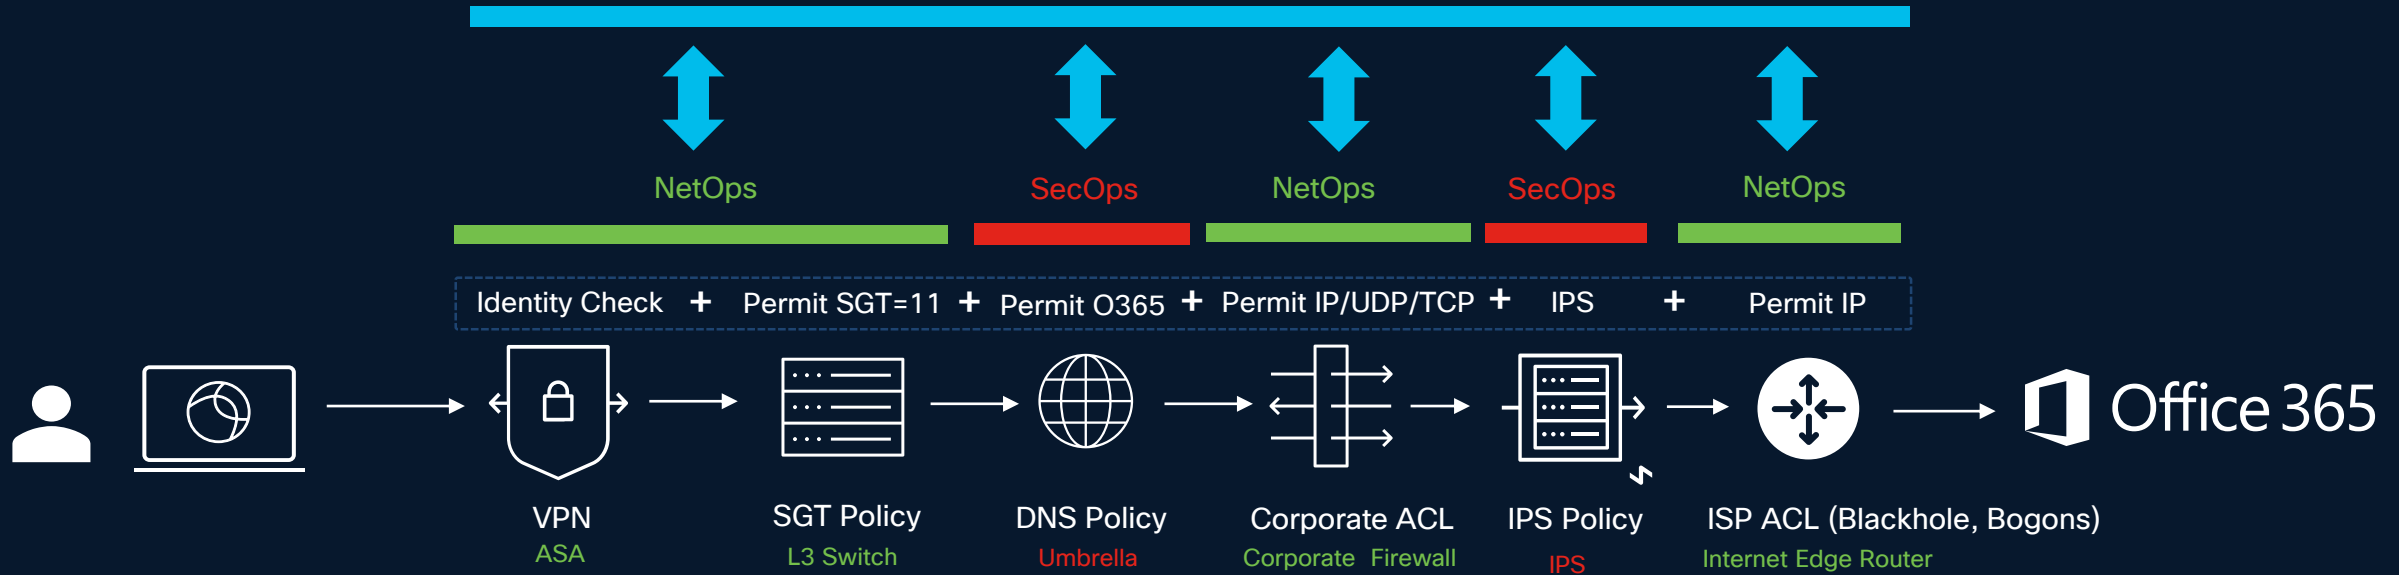 NetOps
SecOps
NetOps
SecOps
NetOps
Identity Check + Permit SGT=11 + Permit O365 + Permit IP/UDP/TCP + IPS + Permit IP
Office 365
VPN
SGT Policy
DNS Policy
Corporate ACL
IPS Policy
ISP ACL (Blackhole, Bogons)
ASA
L3 Switch
Umbrella
Corporate Firewall
IPS
Internet Edge Router